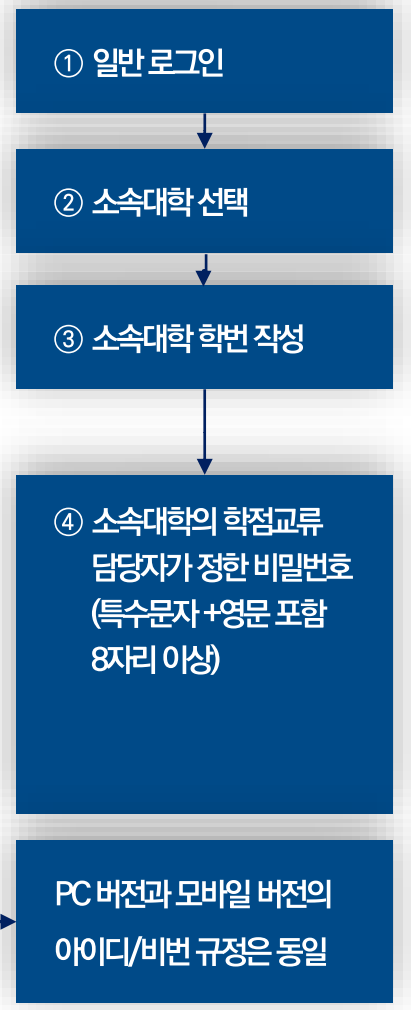 ① 일반 로그인
② 소속대학 선택
③ 소속대학 학번 작성
④ 소속대학의 학점교류
담당자가 정한 비밀번호
(특수문자 +영문 포함
8자리 이상)
PC 버전과 모바일 버전의
아이디/비번 규정은 동일